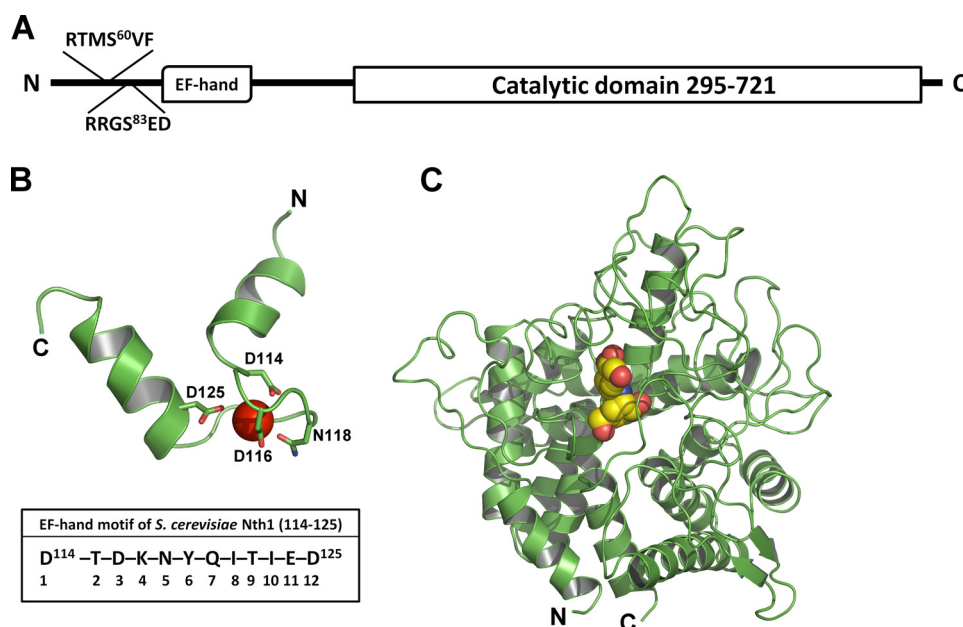 A
RTMS⁶⁰VF
N
EF-hand
Catalytic domain 295-721
C
RRGS⁸³ED
B
C
N
C
D114
D125
N118
D116
EF-hand motif of S. cerevisiae Nth1 (114-125)
D¹¹⁴–T–D–K–N–Y–Q–I–T–I–E–D¹²⁵
1 2 3 4 5 6 7 8 9 10 11 12
N
C